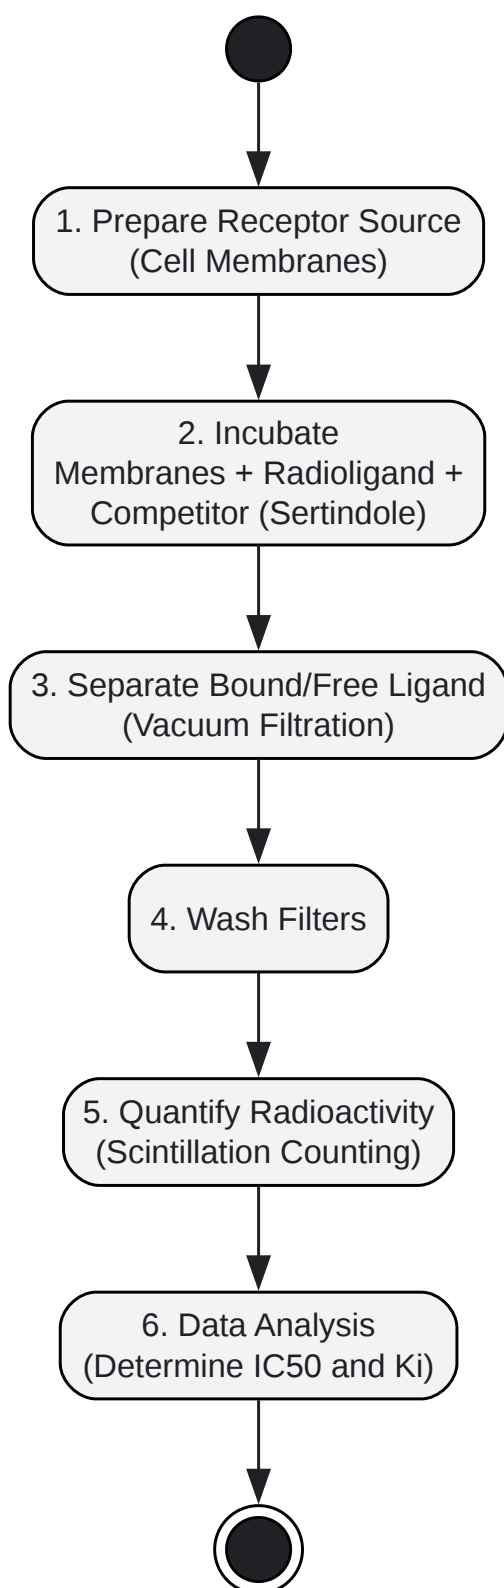 1. Prepare Receptor Source
(Cell Membranes)
2. Incubate
Membranes + Radioligand +
Competitor (Sertindole)
3. Separate Bound/Free Ligand
(Vacuum Filtration)
4. Wash Filters
5. Quantify Radioactivity
(Scintillation Counting)
6. Data Analysis
(Determine IC50 and Ki)